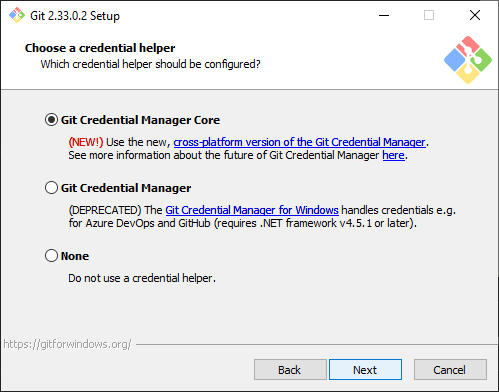 Git 2.33.0.2 Setup
Choose a credential helper
Which credential helper should be configured?
Git Credential Manager Core
(NEW!) Use the new, cross-platform version of the Git Credential Manager.
See more information about the future of Git Credential Manager here.
Git Credential Manager
(DEPRECATED) The Git Credential Manager for Windows handles credentials e.g.
for Azure DevOps and GitHub (requires .NET framework v4.5.1 or later).
None
Do not use a credential helper.
https://gitforwindows.org/
Back
Next
Cancel